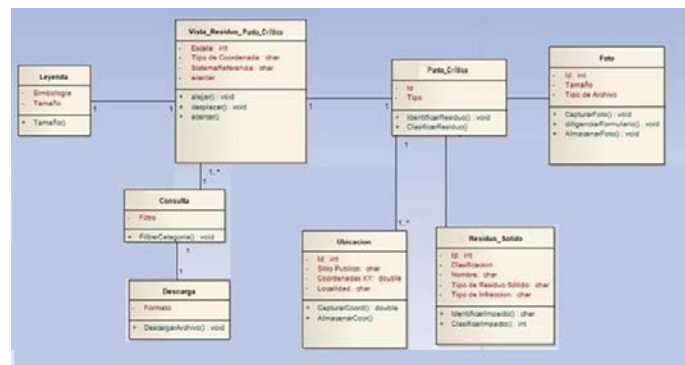 Vista_Residuo_Punto_Crítico
- Escala: int
- Tipo de Coordenada: char
- SistemaReferencia: char
- acercar
+ alejar() : void
+ desplazar() : void
+ acercar()
Leyenda
- Simbologia
- Tamaño
+ Tamaño()
1
1
1
1
Punto_Crítico
- Id
- Tipo
+ IdentificarResiduo() : void
+ ClasificarResiduo()
Foto
- Id: int
- Tamaño
- Tipo de Archivo
+ CapturarFoto() : void
+ diligenciarFormulario() : void
+ AlmacenarFoto() : void
1..*
1
Consulta
- Filtro
+ FiltrarCategoria() : void
1
1
Descarga
- Formato
+ DescargarArchivo() : void
1
1..*
Ubicacion
- Id: int
- Sitio Publico: char
- Coordenadas XY: double
- Localidad: char
+ CapturarCoord() : double
+ AlmacenarCoor()
Residuo_Solido
- Id: int
- Clasificacion
- Nombre: char
- Tipo de Residuo Sólido: char
- Tipo de Infraccion: char
+ IdentificarImpacto() : char
+ ClasificarImpacto() : int